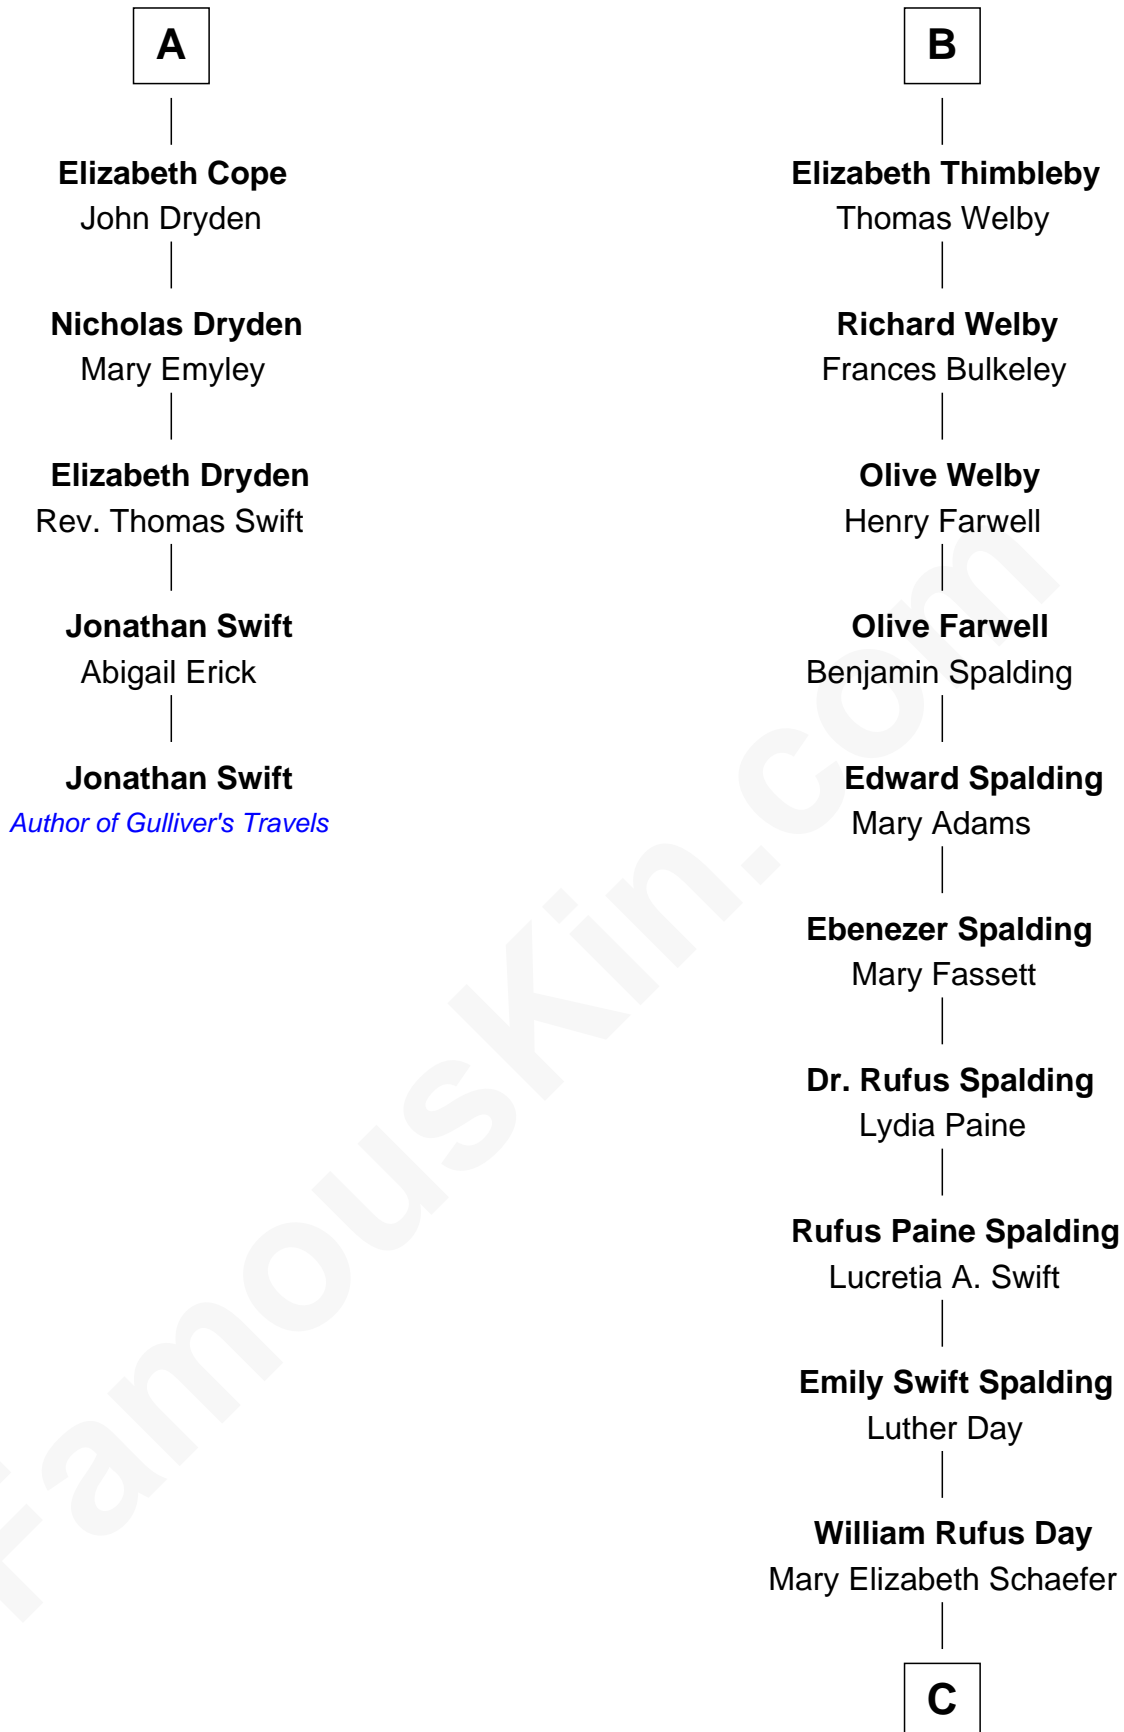 A
Elizabeth Cope
John Dryden
Nicholas Dryden
Mary Emyley
Elizabeth Dryden
Rev. Thomas Swift
Jonathan Swift
Abigail Erick
Jonathan Swift
Author of Gulliver's Travels
B
Elizabeth Thimbleby
Thomas Welby
Richard Welby
Frances Bulkeley
Olive Welby
Henry Farwell
Olive Farwell
Benjamin Spalding
Edward Spalding
Mary Adams
Ebenezer Spalding
Mary Fassett
Dr. Rufus Spalding
Lydia Paine
Rufus Paine Spalding
Lucretia A. Swift
Emily Swift Spalding
Luther Day
William Rufus Day
Mary Elizabeth Schaefer
C
FamousKin.com